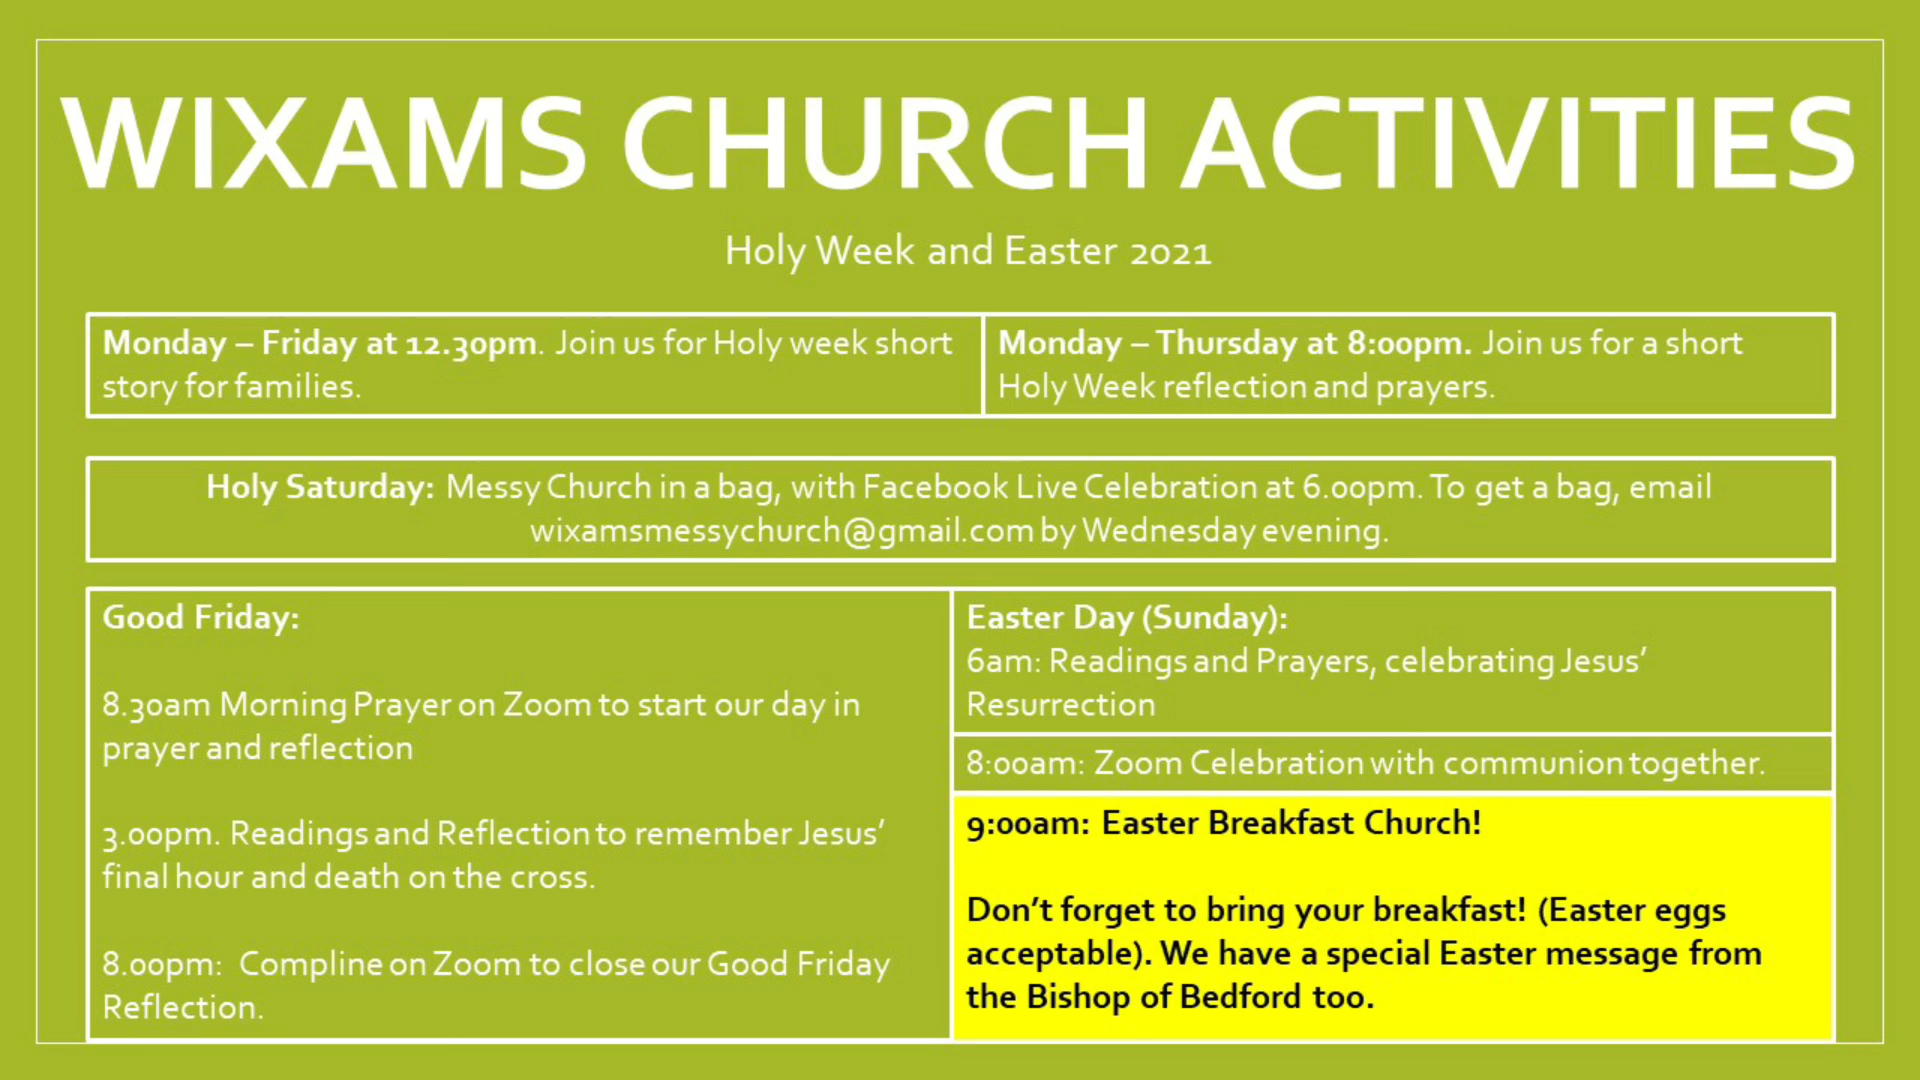 WIXAMS CHURCH ACTIVITIES
Holy Week and Easter 2021
Monday – Friday at 12.30pm. Join us for Holy week short
story for families.
Monday – Thursday at 8:00pm. Join us for a short
Holy Week reflection and prayers.
Holy Saturday: Messy Church in a bag, with Facebook Live Celebration at 6.00pm. To get a bag, email
wixamsmessychurch@gmail.com by Wednesday evening.
Good Friday:
8.30am Morning Prayer on Zoom to start our day in
prayer and reflection
3.00pm. Readings and Reflection to remember Jesus’
final hour and death on the cross.
8.00pm: Compline on Zoom to close our Good Friday
Reflection.
Easter Day (Sunday):
6am: Readings and Prayers, celebrating Jesus’
Resurrection
8:00am: Zoom Celebration with communion together.
9:00am: Easter Breakfast Church!
Don’t forget to bring your breakfast! (Easter eggs
acceptable). We have a special Easter message from
the Bishop of Bedford too.